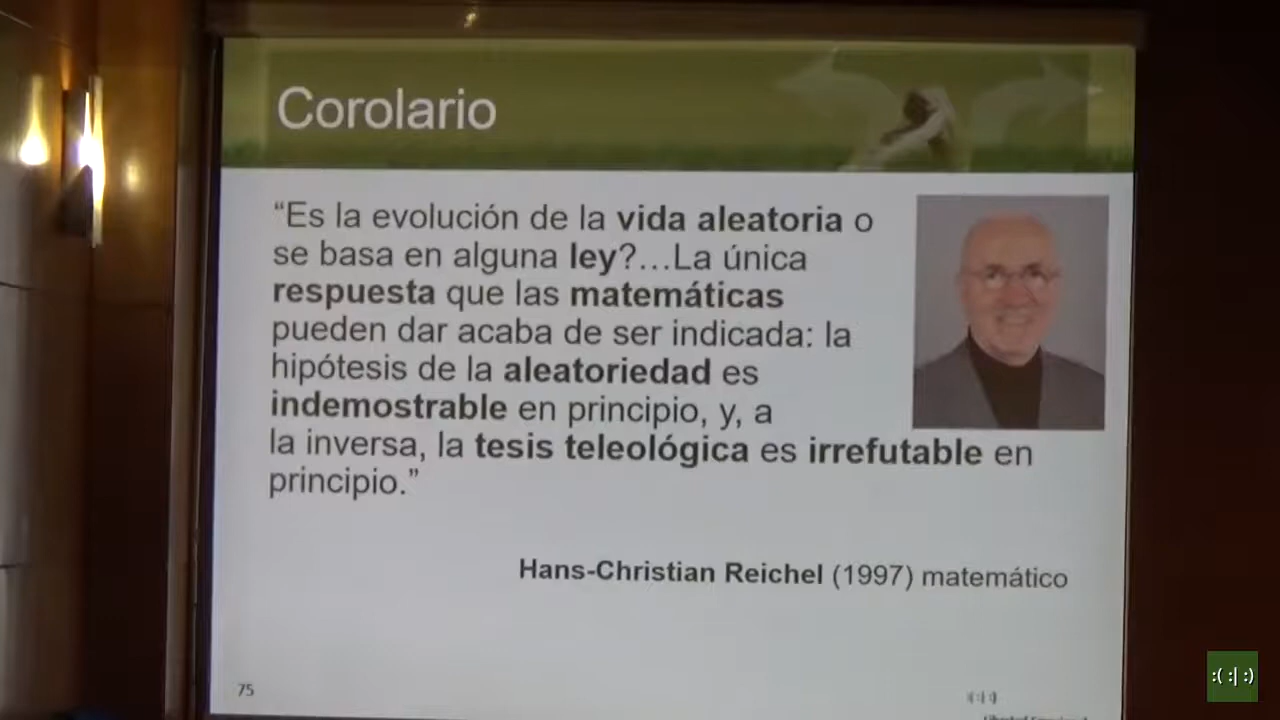 Corolario
“Es la evolución de la vida aleatoria o
se basa en alguna ley?...La única
respuesta que las matemáticas
pueden dar acaba de ser indicada: la
hipótesis de la aleatoriedad es
indemostrable en principio, y, a
la inversa, la tesis teleológica es irrefutable en
principio.”
Hans-Christian Reichel (1997) matemático
75
:( :| :)